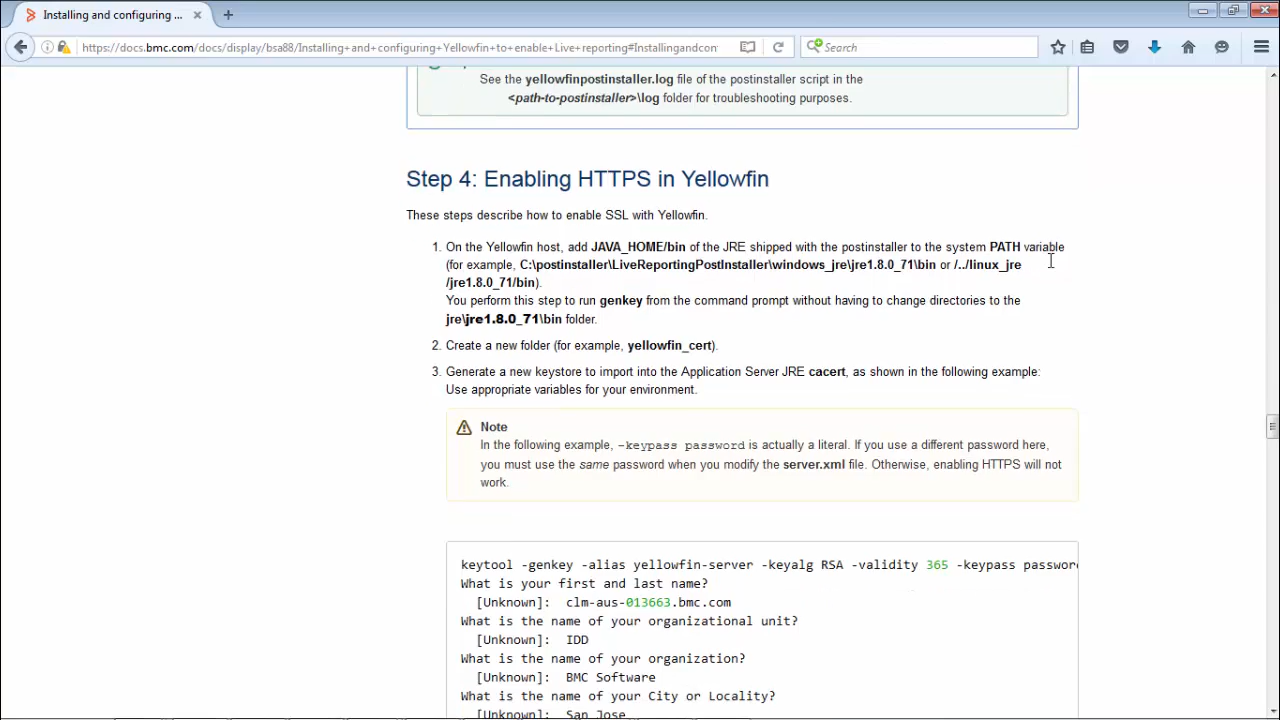 Installing and configuring ...
https://docs.bmc.com/docs/display/bsa88/Installing+and+configuring+Yellowfin+to+enable+Live+reporting#Installingandcon
Search
See the yellowfinpostinstaller.log file of the postinstaller script in the
<path-to-postinstaller>\log folder for troubleshooting purposes.
Step 4: Enabling HTTPS in Yellowfin
These steps describe how to enable SSL with Yellowfin.
1. On the Yellowfin host, add JAVA_HOME/bin of the JRE shipped with the postinstaller to the system PATH variable
(for example, C:\postinstaller\LiveReportingPostInstaller\windows_jre\jre1.8.0_71\bin or /../linux_jre
/jre1.8.0_71/bin).
You perform this step to run genkey from the command prompt without having to change directories to the
jre\jre1.8.0_71\bin folder.
2. Create a new folder (for example, yellowfin_cert).
3. Generate a new keystore to import into the Application Server JRE cacert, as shown in the following example:
Use appropriate variables for your environment.
Note
In the following example, -keypass password is actually a literal. If you use a different password here,
you must use the same password when you modify the server.xml file. Otherwise, enabling HTTPS will not
work.
keytool -genkey -alias yellowfin-server -keyalg RSA -validity 365 -keypass password
What is your first and last name?
[Unknown]: clm-aus-013663.bmc.com
What is the name of your organizational unit?
[Unknown]: IDD
What is the name of your organization?
[Unknown]: BMC Software
What is the name of your City or Locality?
[Unknown]: San Jose